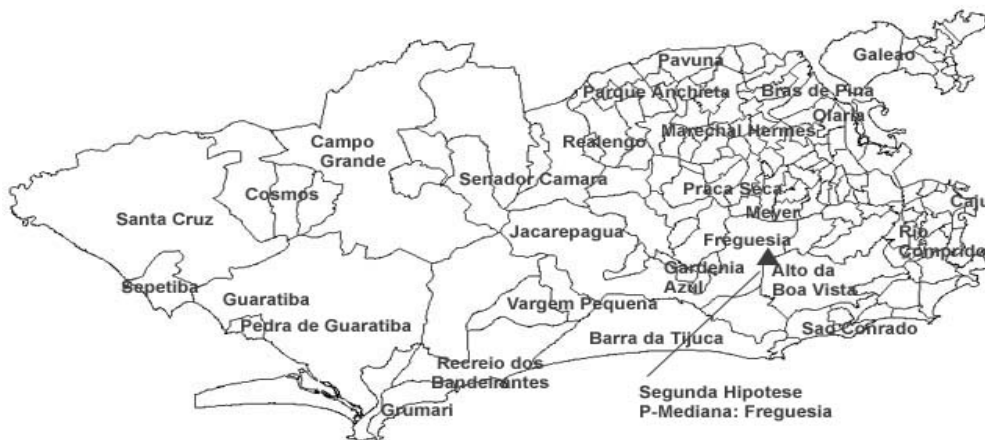 Galeao
Pavuna
Parque Anchieta
Bras de Pina
Olaria
Marechal Hermes
Realengo
Campo
Grande
Senador Camara
Cosmos
Praca Seca
Caju
Meyer
Santa Cruz
Jacarepagua
Freguesia
Rio
Comprido
Gardenia
Azul
Alto da
Boa Vista
Sepetiba
Guaratiba
Vargem Pequena
Pedra de Guaratiba
Barra da Tijuca
Sao Conrado
Recreio dos
Bandeirantes
Grumari
Segunda Hipotese
P-Mediana: Freguesia